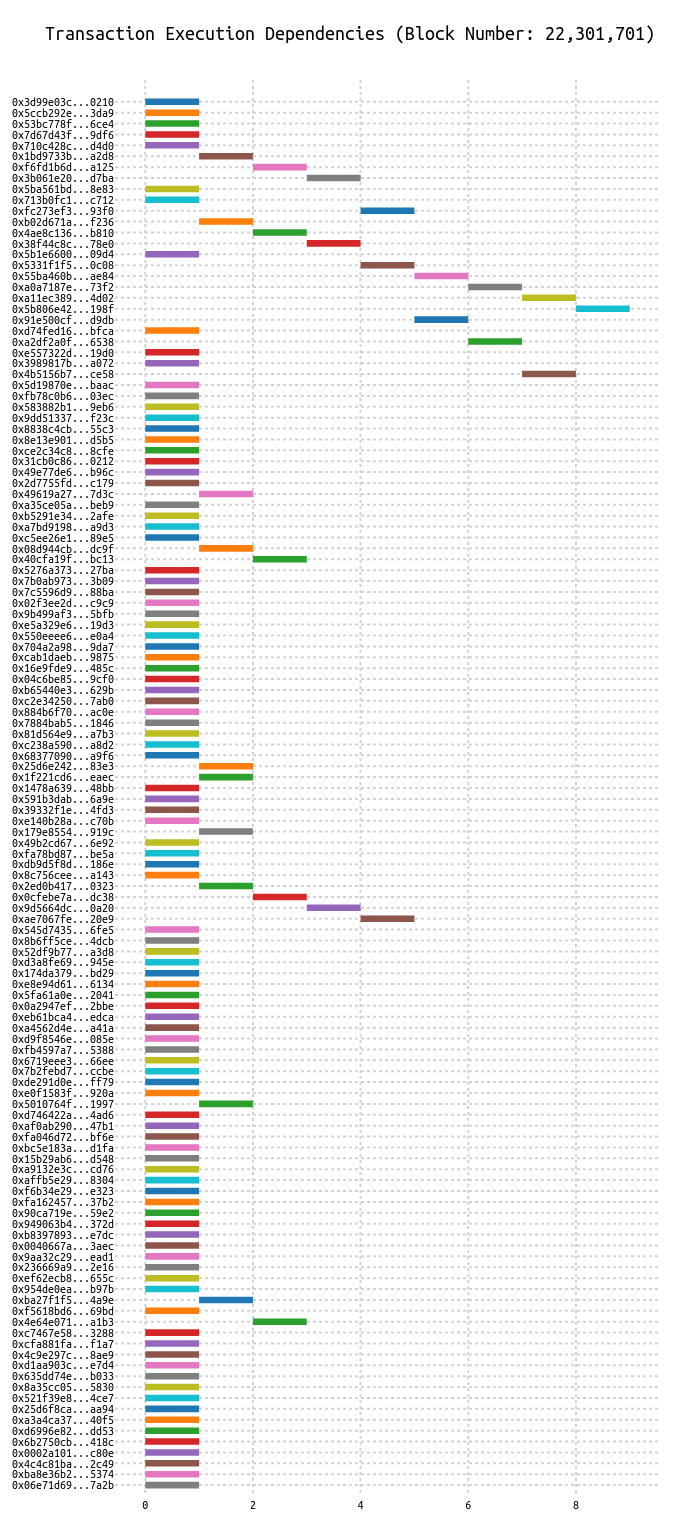 Transaction Execution Dependencies (Block Number: 22,301,701)
0x3d99e03c...0210
0x5ccb292e...3da9
0x53bc778f...6ce4
0x7d67d43f...9df6
0x710c428c...d4d0
0x1bd9733b...a2d8
0xf6fd1b6d...a125
0x3b061e20...d7ba
0x5ba561bd...8e83
0x713b0fc1...c712
0xfc273ef3...93f0
0xb02d671a...f236
0x4ae8c136...b810
0x38f44c8c...78e0
0x5b1e6600...09d4
0x5331f1f5...0c08
0x55ba460b...ae84
0xa0a7187e...73f2
0xa11ec389...4d02
0x5b806e42...198f
0x91e500cf...d9db
0xd74fed16...bfca
0xa2df2a0f...6538
0xe557322d...19d0
0x3989817b...a072
0x4b5156b7...ce58
0x5d19870e...baac
0xfb78c0b6...03ec
0x583882b1...9eb6
0x9dd51337...f23c
0x8838c4cb...55c3
0x8e13e901...d5b5
0xce2c34c8...8cfe
0x31cb0c86...0212
0x49e77de6...b96c
0x2d7755fd...c179
0x49619a27...7d3c
0xa35ce05a...beb9
0xb5291e34...2afe
0xa7bd9198...a9d3
0xc5ee26e1...89e5
0x08d944cb...dc9f
0x40cfa19f...bc13
0x5276a373...27ba
0x7b0ab973...3b09
0x7c5596d9...88ba
0x02f3ee2d...c9c9
0x9b499af3...5bfb
0xe5a329e6...19d3
0x550eeee6...e0a4
0x704a2a98...9da7
0xcab1daeb...9875
0x16e9fde9...485c
0x04c6be85...9cf0
0xb65440e3...629b
0xc2e34250...7ab0
0x884b6f70...ac0e
0x7884bab5...1846
0x81d564e9...a7b3
0xc238a590...a8d2
0x68377090...a9f6
0x25d6e242...83e3
0x1f221cd6...eaec
0x1478a639...48bb
0x591b3dab...6a9e
0x39332f1e...4fd3
0xe140b28a...c70b
0x179e8554...919c
0x49b2cd67...6e92
0xfa78bd87...be5a
0xdb9d5f8d...186e
0x8c756cee...a143
0x2ed0b417...0323
0x0cfebe7a...dc38
0x9d5664dc...0a20
0xae7067fe...20e9
0x545d7435...6fe5
0x8b6ff5ce...4dcb
0x52df9b77...a3d8
0xd3a8fe69...945e
0x174da379...bd29
0xe8e94d61...6134
0x5fa61a0e...2041
0x0a2947ef...2bbe
0xeb61bca4...edca
0xa4562d4e...a41a
0xd9f8546e...085e
0xfb4597a7...5388
0x6719eee3...66ee
0x7b2febd7...ccbe
0xde291d0e...ff79
0xe0f1583f...920a
0x5010764f...1997
0xd746422a...4ad6
0xaf0ab290...47b1
0xfa046d72...bf6e
0xbc5e183a...d1fa
0x15b29ab6...d548
0xa9132e3c...cd76
0xaffb5e29...8304
0xf6b34e29...e323
0xfa162457...37b2
0x90ca719e...59e2
0x949063b4...372d
0xb8397893...e7dc
0x0040667a...3aec
0x9aa32c29...ead1
0x236669a9...2e16
0xef62ecb8...655c
0x954de0ea...b97b
0xba27f1f5...4a9e
0xf5618bd6...69bd
0x4e64e071...a1b3
0xc7467e58...3288
0xcfa881fa...f1a7
0x4c9e297c...8ae9
0xd1aa903c...e7d4
0x635dd74e...b033
0x8a35cc05...5830
0x521f39e8...4ce7
0x25d6f8ca...aa94
0xa3a4ca37...40f5
0xd6996e82...dd53
0x6b2750cb...418c
0x0002a101...c80e
0x4c4c81ba...2c49
0xba8e36b2...5374
0x06e71d69...7a2b
0 2 4 6 8